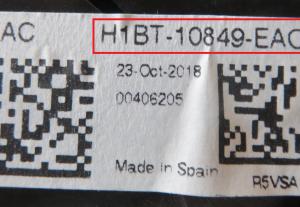 AC H1BT-10849-EAC
23-Oct-2018
00406205
Made in Spain
R5VSA